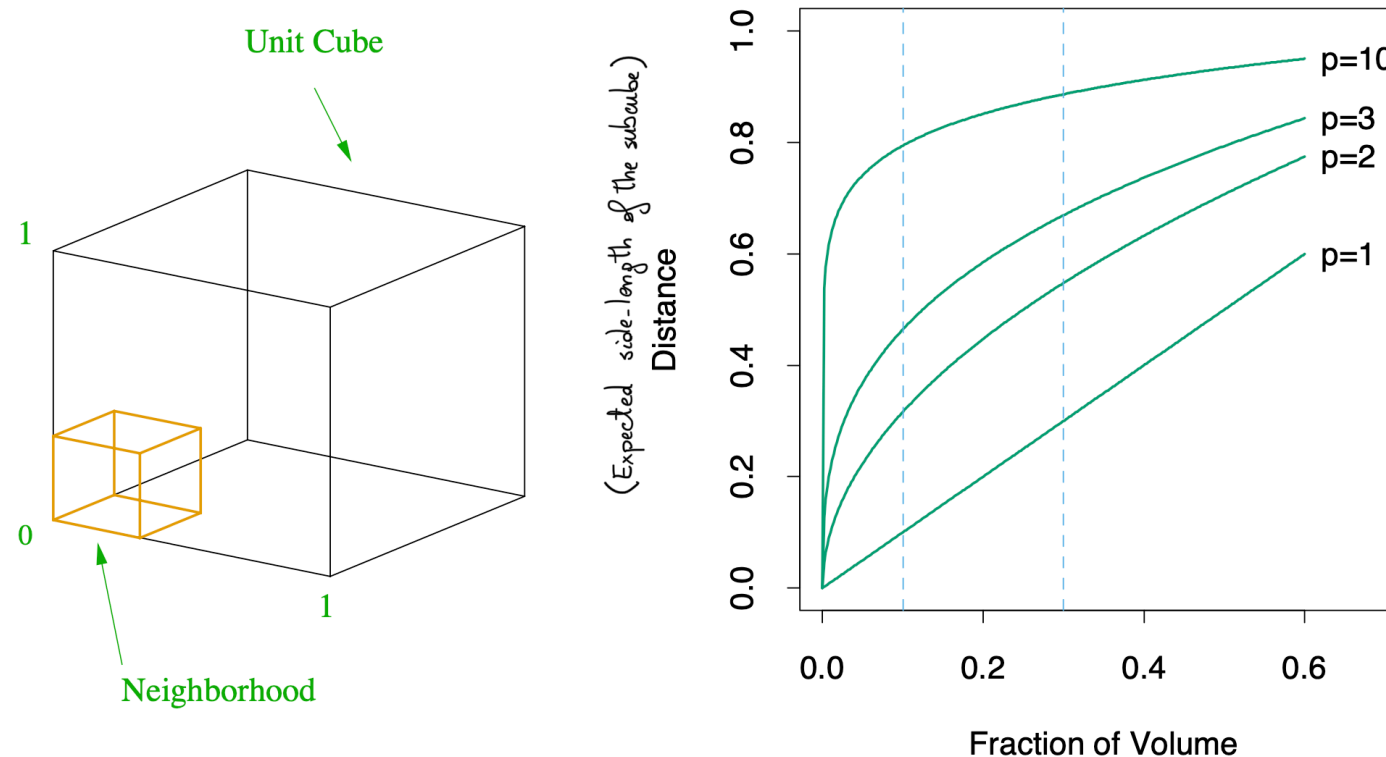 Unit Cube
1
0
1
Neighborhood
(Expected side-length of the subcube)
Distance
1.0
0.8
0.6
0.4
0.2
0.0
p=10
p=3
p=2
p=1
0.0 0.2 0.4 0.6
Fraction of Volume